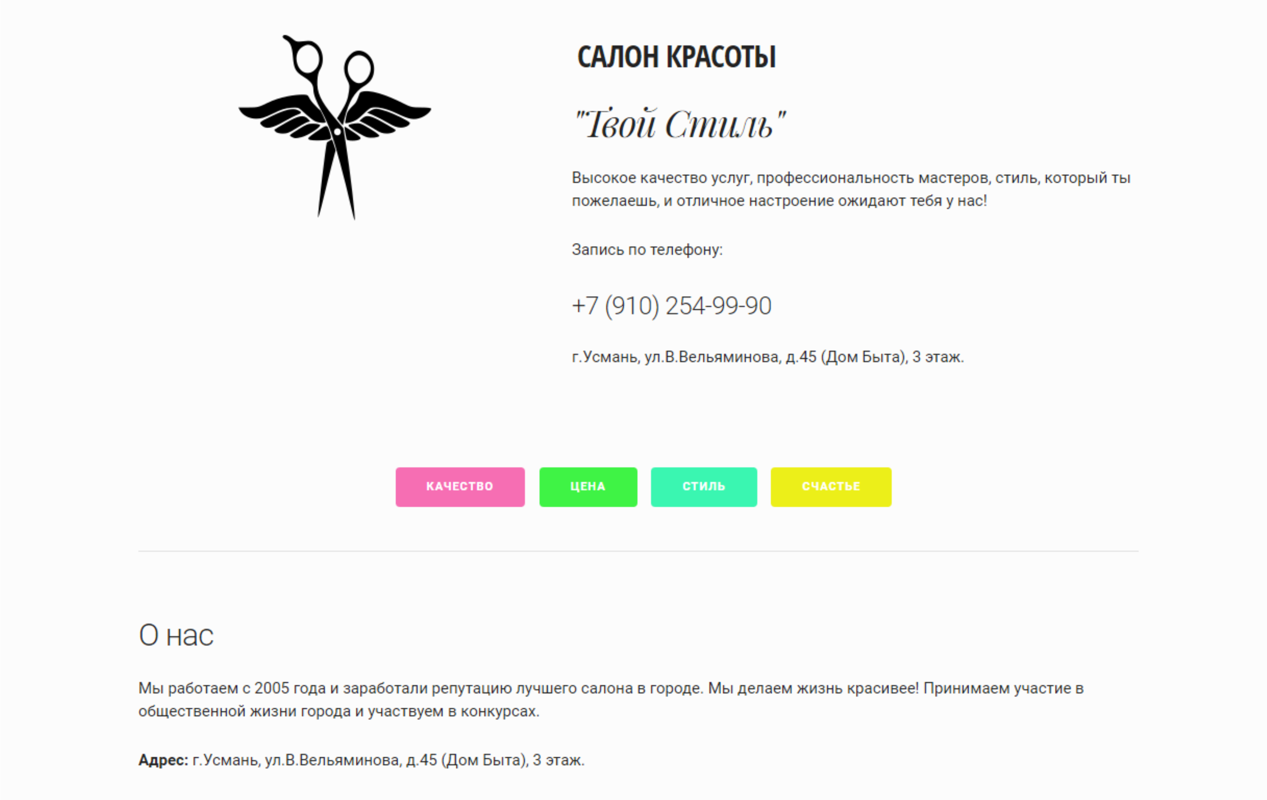 САЛОН КРАСОТЫ
"Твой Стиль"
Высокое качество услуг, профессиональность мастеров, стиль, который ты
пожелаешь, и отличное настроение ожидают тебя у нас!
Запись по телефону:
+7 (910) 254-99-90
г.Усмань, ул.В.Вельяминова, д.45 (Дом Быта), 3 этаж.
КАЧЕСТВО ЦЕНА СТИЛЬ СЧАСТЬЕ
О нас
Мы работаем с 2005 года и заработали репутацию лучшего салона в городе. Мы делаем жизнь красивее! Принимаем участие в
общественной жизни города и участвуем в конкурсах.
Адрес: г.Усмань, ул.В.Вельяминова, д.45 (Дом Быта), 3 этаж.